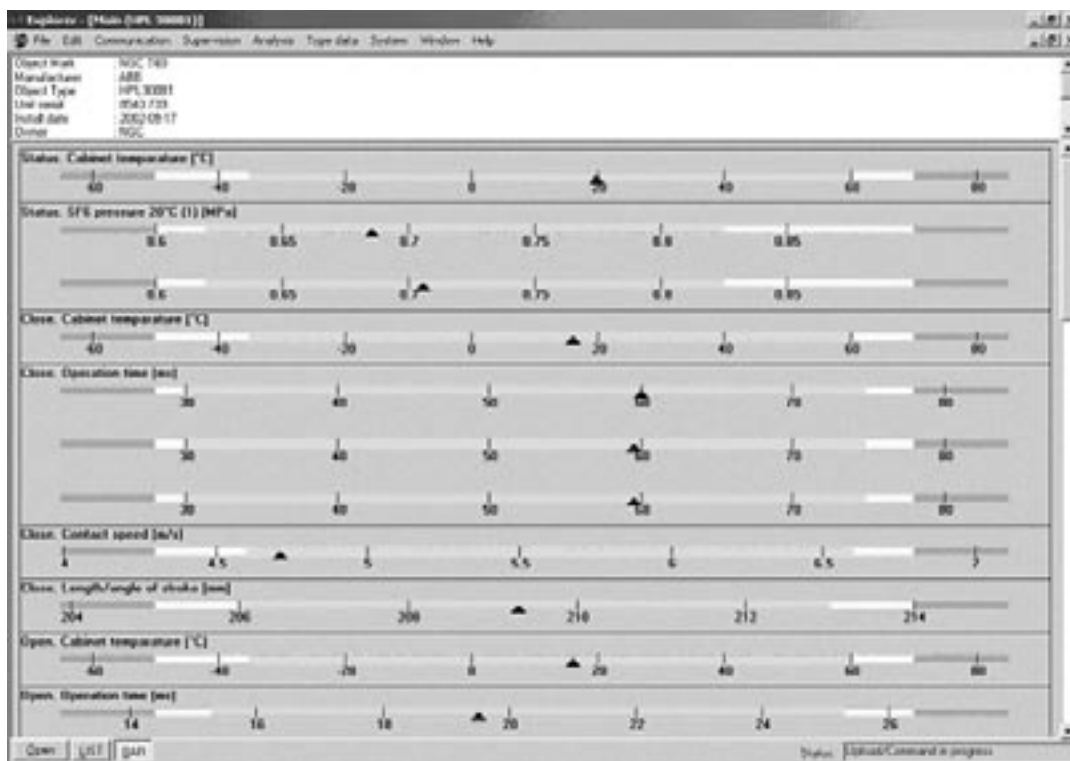 Explorer - [Main (HPL 30001)]
File Edit Communication Supervision Analysis Type data System Window Help
Object Mark : NGC
Manufacturer : ABB
Object Type :
Unit serial :
Install date : 2002-09-17
Owner : NGC
Status. Cabinet temparature [°C]
-60 -40 -20 0 20 40 60 80
Status. SF6 pressure 20°C (1) [MPa]
0.6 0.65 0.7 0.75 0.8 0.85
0.6 0.65 0.7 0.75 0.8 0.85
Close. Cabinet temparature [°C]
-60 -40 -20 0 20 40 60 80
Close. Operation time [ms]
30 40 50 60 70 80
30 40 50 60 70 80
30 40 50 60 70 80
Close. Contact speed [m/s]
4 4.5 5 5.5 6 6.5 7
Close. Length/angle of stroke [mm]
204 206 208 210 212 214
Open. Cabinet temparature [°C]
-60 -40 -20 0 20 40 60 80
Open. Operation time [ms]
14 16 18 20 22 24 26
Open LIST BAR Status: Upload/Command in progress